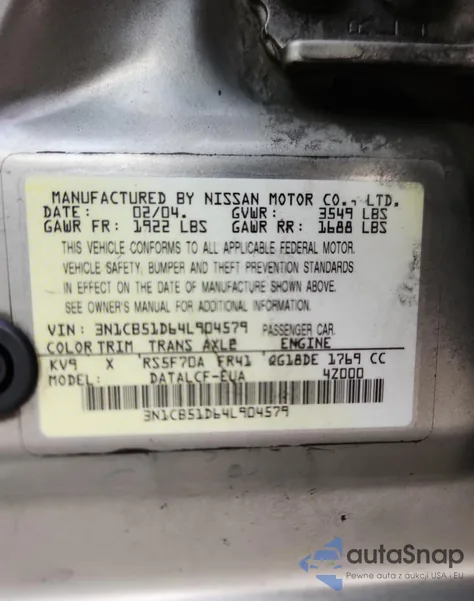 MANUFACTURED BY NISSAN MOTOR CO., LTD.
DATE: 02/04. GVWR: 3549 LBS
GAWR FR: 1922 LBS GAWR RR: 1688 LBS
THIS VEHICLE CONFORMS TO ALL APPLICABLE FEDERAL MOTOR
VEHICLE SAFETY, BUMPER AND THEFT PREVENTION STANDARDS
IN EFFECT ON THE DATE OF MANUFACTURE SHOWN ABOVE.
SEE OWNER'S MANUAL FOR ADDITIONAL INFORMATION.
VIN: 3N1CB51D64L904579 PASSENGER CAR.
COLOR TRIM TRANS AXLE ENGINE
KV9 X RS5F70A FR41 QG18DE 1769 CC
MODEL: DATALCF-EUA 4Z000
3N1CB51D64L904579
autoSnap
Pewne auta z aukcji USA i EU